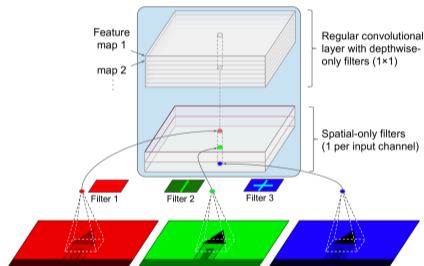 Feature
map 1
map 2
Regular convolutional
layer with depthwise-
only filters (1×1)
Spatial-only filters
(1 per input channel)
Filter 1
Filter 2
Filter 3